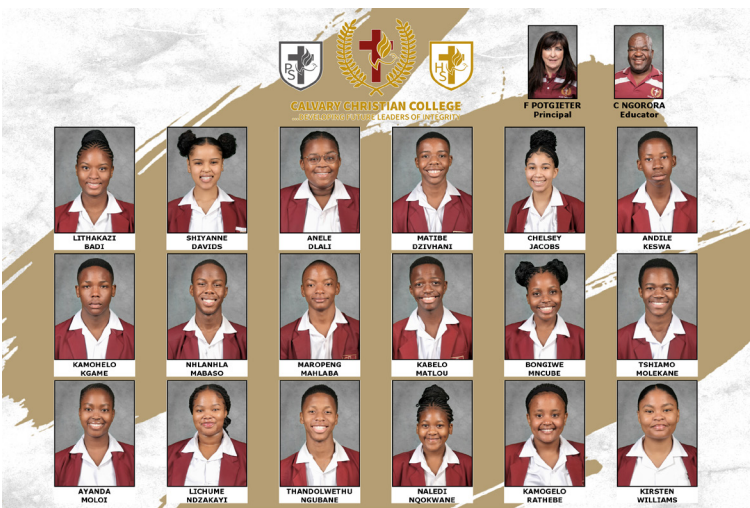 PS
HS
CALVARY CHRISTIAN COLLEGE
...DEVELOPING FUTURE LEADERS OF INTEGRITY
F POTGIETER
Principal
C NGORORA
Educator
LITHAKAZI
BADI
SHIYANNE
DAVIDS
ANELE
DLALI
MATIBE
DZIVHANI
CHELSEY
JACOBS
ANDILE
KESWA
KAMOHELO
KGAME
NHLANHLA
MABASO
MAROPENG
MAHLABA
KABELO
MATLOU
BONGIWE
MNCUBE
TSHIAMO
MOLEKANE
AYANDA
MOLOI
LICHUME
NDZAKAYI
THANDOLWETHU
NGUBANE
NALEDI
NQOKWANE
KAMOGELO
RATHEBE
KIRSTEN
WILLIAMS